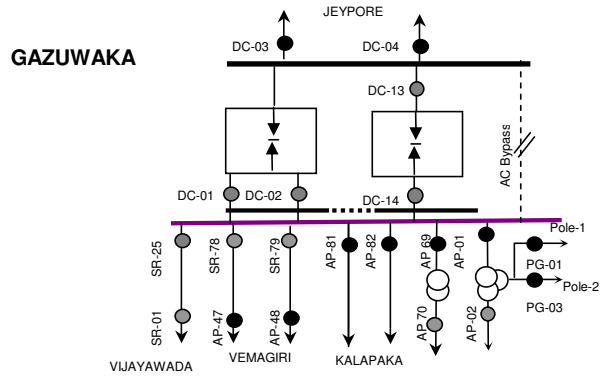 JEYPORE
DC-03
DC-04
GAZUWAKA
DC-13
AC Bypass
DC-01
DC-02
DC-14
Pole-1
SR-25
SR-78
SR-79
AP-81
AP-82
AP-69
AP-01
PG-01
Pole-2
SR-01
AP-47
AP-48
AP-70
AP-02
PG-03
VIJAYAWADA
VEMAGIRI
KALAPAKA